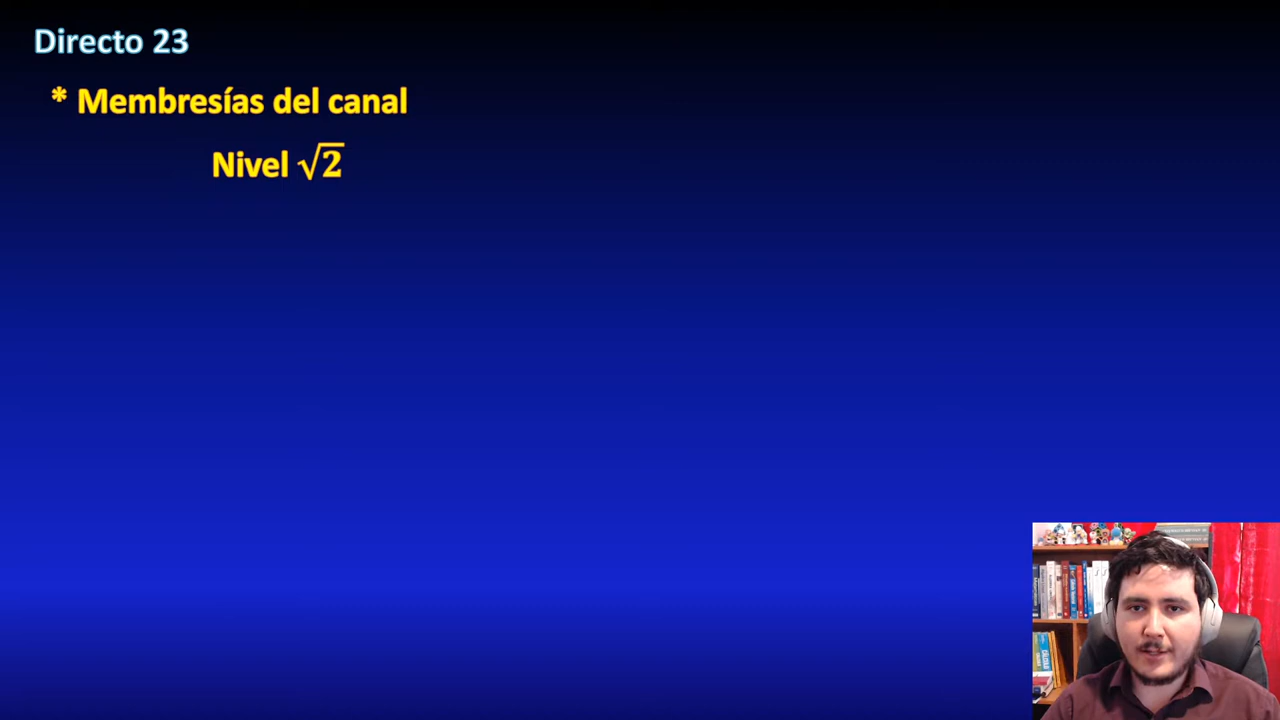 Directo 23
* Membresías del canal
Nivel √2